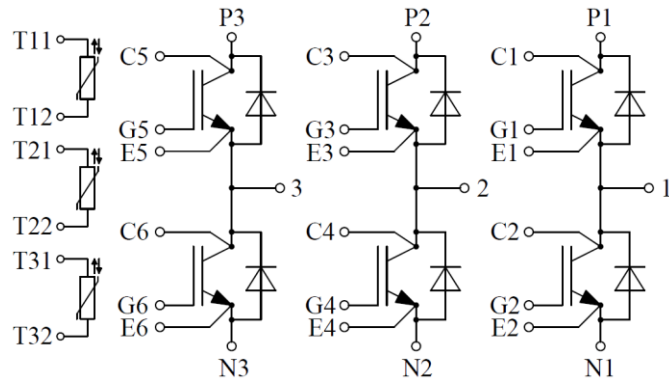 P3 P2 P1
T11 C5 C3 C1
T12 G5 G3 G1
T21 E5 E3 E1
3 2 1
T22 C6 C4 C2
T31
G6 G4 G2
T32 E6 E4 E2
N3 N2 N1